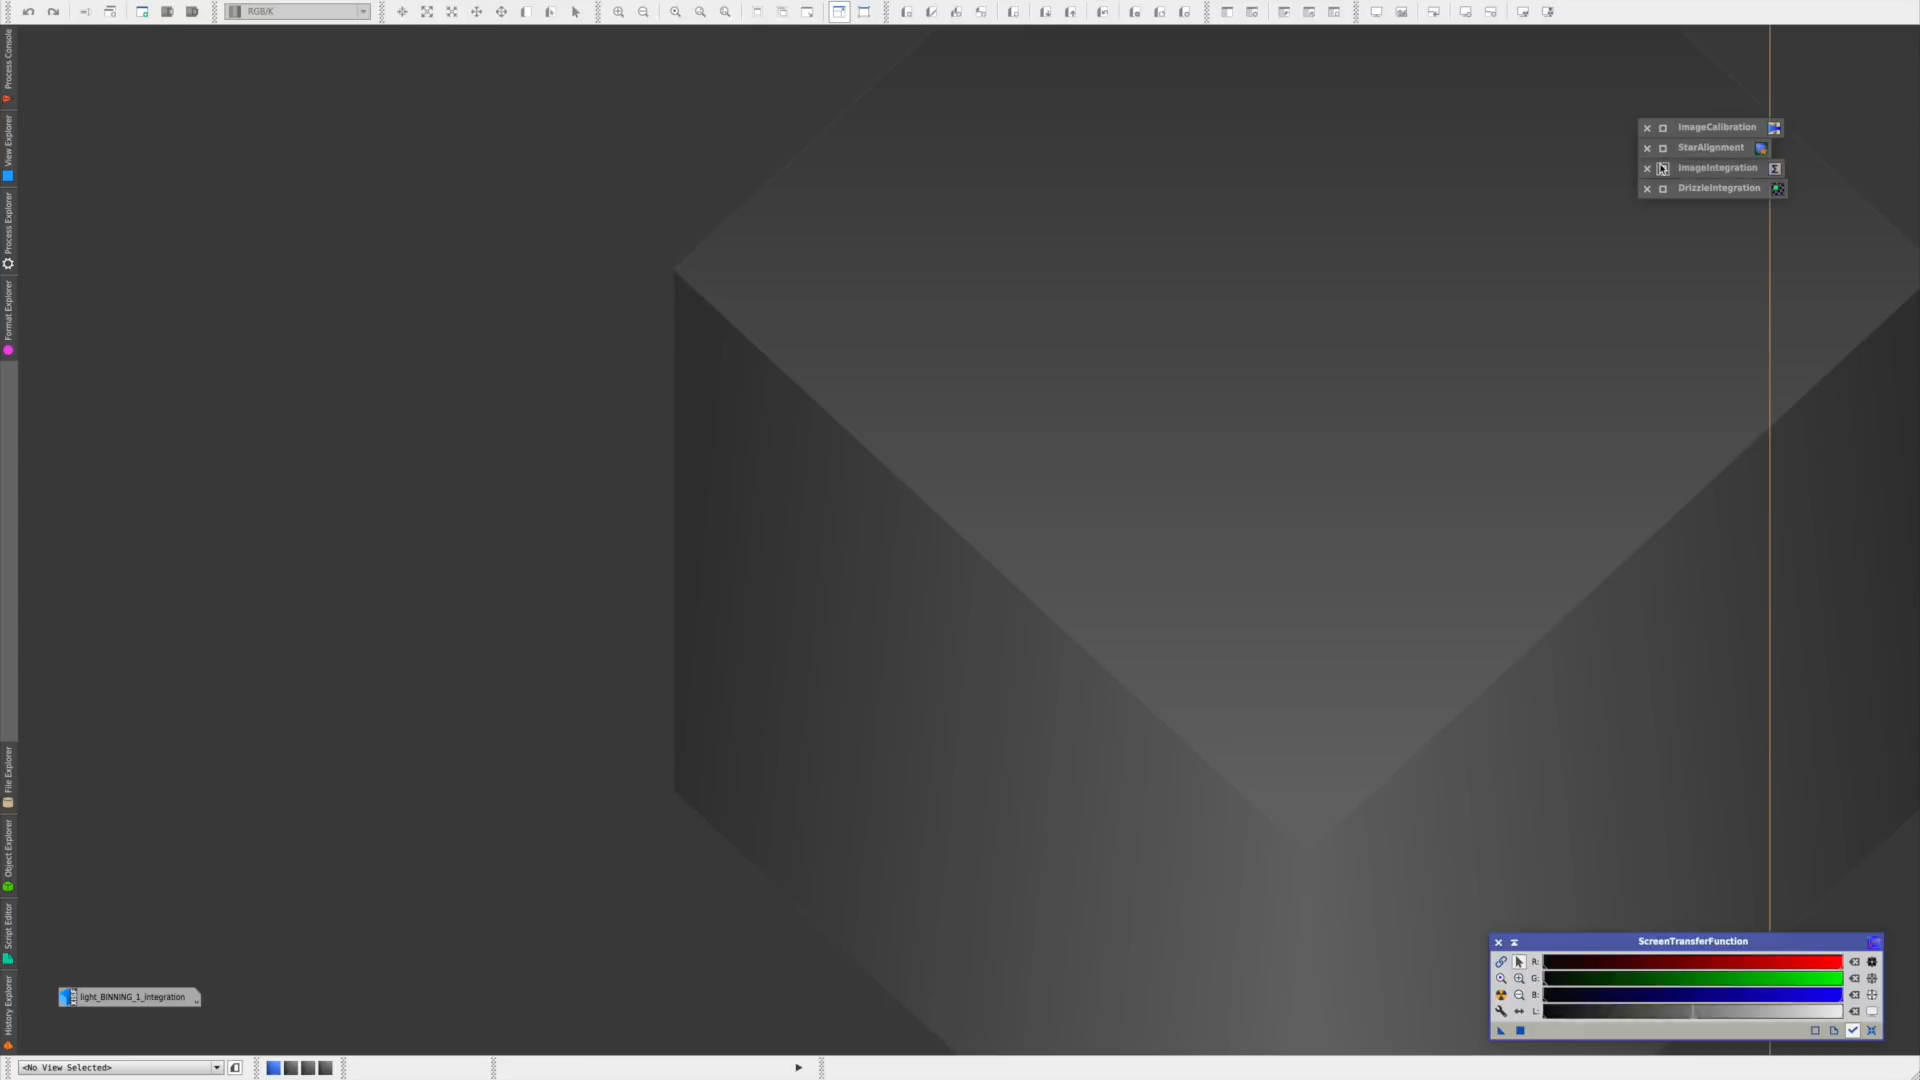 RGB/K
Process Console
View Explorer
Process Explorer
Format Explorer
File Explorer
Object Explorer
Script Editor
History Explorer
ImageCalibration
StarAlignment
ImageIntegration
Σ
DrizzleIntegration
light_BINNING_1_integration
ScreenTransferFunction
R:
G:
B:
L:
<No View Selected>